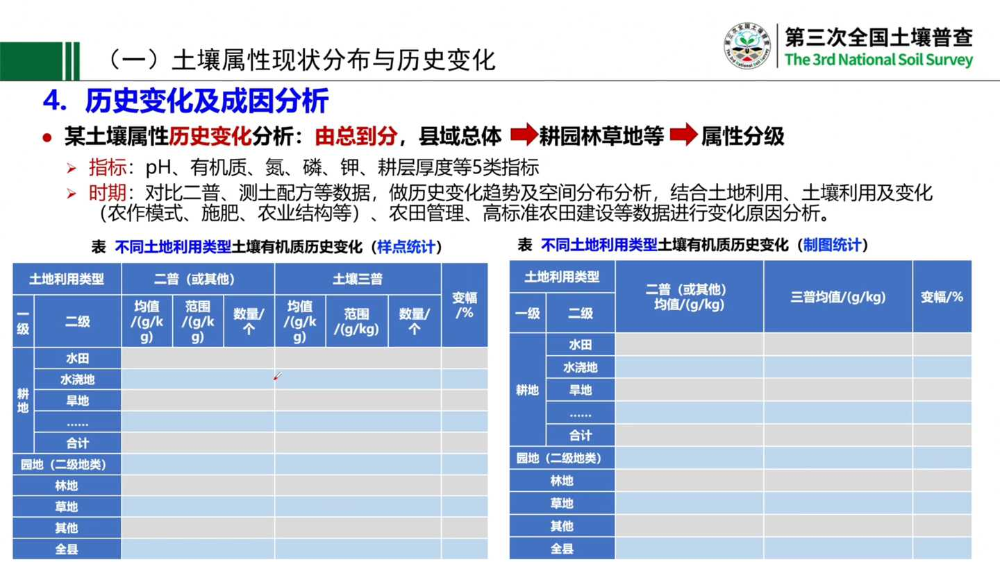 （一）土壤属性现状分布与历史变化
第三次全国土壤普查
The 3rd National Soil Survey
4. 历史变化及成因分析
• 某土壤属性历史变化分析：由总到分，县域总体 耕园林草地等 属性分级
指标：pH、有机质、氮、磷、钾、耕层厚度等5类指标
时期：对比二普、测土配方等数据，做历史变化趋势及空间分布分析，结合土地利用、土壤利用及变化
（农作模式、施肥、农业结构等）、农田管理、高标准农田建设等数据进行变化原因分析。
表 不同土地利用类型土壤有机质历史变化（样点统计）
土地利用类型 二普（或其他） 土壤三普 变幅/%
一级 二级 均值/(g/kg) 范围/(g/kg) 数量/个 均值/(g/kg) 范围/(g/kg) 数量/个
耕地 水田
水浇地
旱地
……
合计
园地（二级地类）
林地
草地
其他
全县
表 不同土地利用类型土壤有机质历史变化（制图统计）
土地利用类型 二普（或其他）均值/(g/kg) 三普均值/(g/kg) 变幅/%
一级 二级
耕地 水田
水浇地
旱地
……
合计
园地（二级地类）
林地
草地
其他
全县